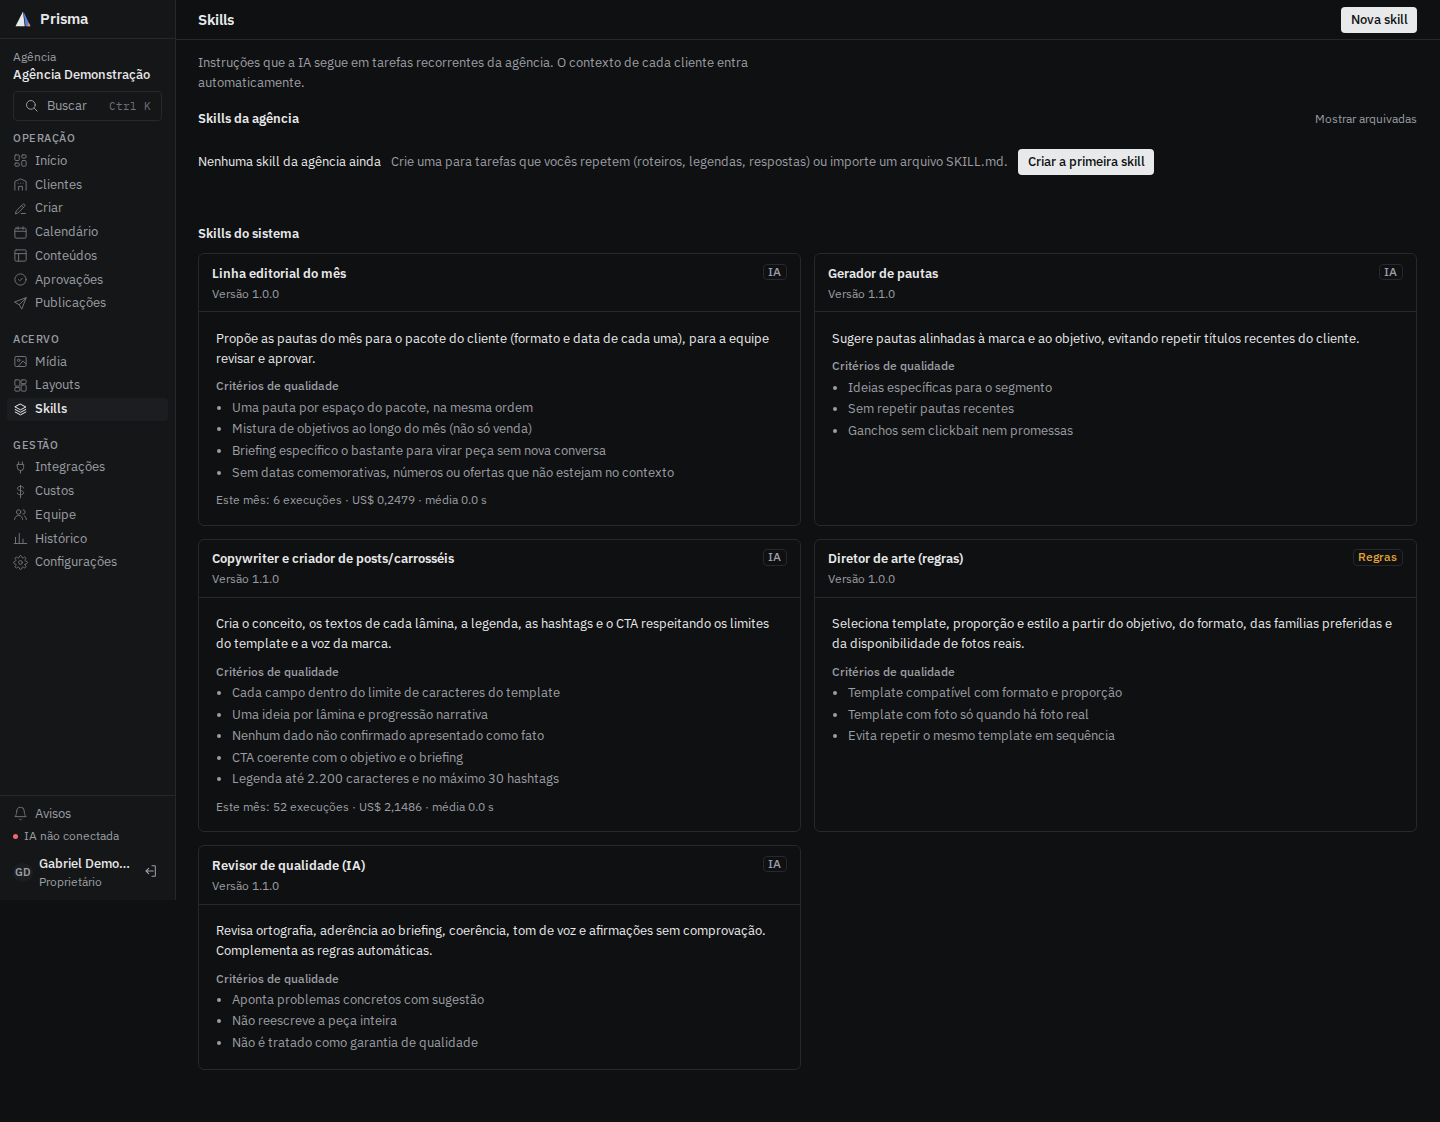 Prisma
Agência
Agência Demonstração
Buscar Ctrl K
OPERAÇÃO
Início
Clientes
Criar
Calendário
Conteúdos
Aprovações
Publicações
ACERVO
Mídia
Layouts
Skills
GESTÃO
Integrações
Custos
Equipe
Histórico
Configurações
Avisos
IA não conectada
GD
Gabriel Demo...
Proprietário
Skills
Nova skill
Instruções que a IA segue em tarefas recorrentes da agência. O contexto de cada cliente entra
automaticamente.
Skills da agência
Mostrar arquivadas
Nenhuma skill da agência ainda Crie uma para tarefas que vocês repetem (roteiros, legendas, respostas) ou importe um arquivo SKILL.md. Criar a primeira skill
Skills do sistema
Linha editorial do mês
IA
Versão 1.0.0
Propõe as pautas do mês para o pacote do cliente (formato e data de cada uma), para a equipe
revisar e aprovar.
Critérios de qualidade
• Uma pauta por espaço do pacote, na mesma ordem
• Mistura de objetivos ao longo do mês (não só venda)
• Briefing específico o bastante para virar peça sem nova conversa
• Sem datas comemorativas, números ou ofertas que não estejam no contexto
Este mês: 6 execuções · US$ 0,2479 · média 0.0 s
Gerador de pautas
IA
Versão 1.1.0
Sugere pautas alinhadas à marca e ao objetivo, evitando repetir títulos recentes do cliente.
Critérios de qualidade
• Ideias específicas para o segmento
• Sem repetir pautas recentes
• Ganchos sem clickbait nem promessas
Copywriter e criador de posts/carrosséis
IA
Versão 1.1.0
Cria o conceito, os textos de cada lâmina, a legenda, as hashtags e o CTA respeitando os limites
do template e a voz da marca.
Critérios de qualidade
• Cada campo dentro do limite de caracteres do template
• Uma ideia por lâmina e progressão narrativa
• Nenhum dado não confirmado apresentado como fato
• CTA coerente com o objetivo e o briefing
• Legenda até 2.200 caracteres e no máximo 30 hashtags
Este mês: 52 execuções · US$ 2,1486 · média 0.0 s
Diretor de arte (regras)
Regras
Versão 1.0.0
Seleciona template, proporção e estilo a partir do objetivo, do formato, das famílias preferidas e
da disponibilidade de fotos reais.
Critérios de qualidade
• Template compatível com formato e proporção
• Template com foto só quando há foto real
• Evita repetir o mesmo template em sequência
Revisor de qualidade (IA)
IA
Versão 1.1.0
Revisa ortografia, aderência ao briefing, coerência, tom de voz e afirmações sem comprovação.
Complementa as regras automáticas.
Critérios de qualidade
• Aponta problemas concretos com sugestão
• Não reescreve a peça inteira
• Não é tratado como garantia de qualidade